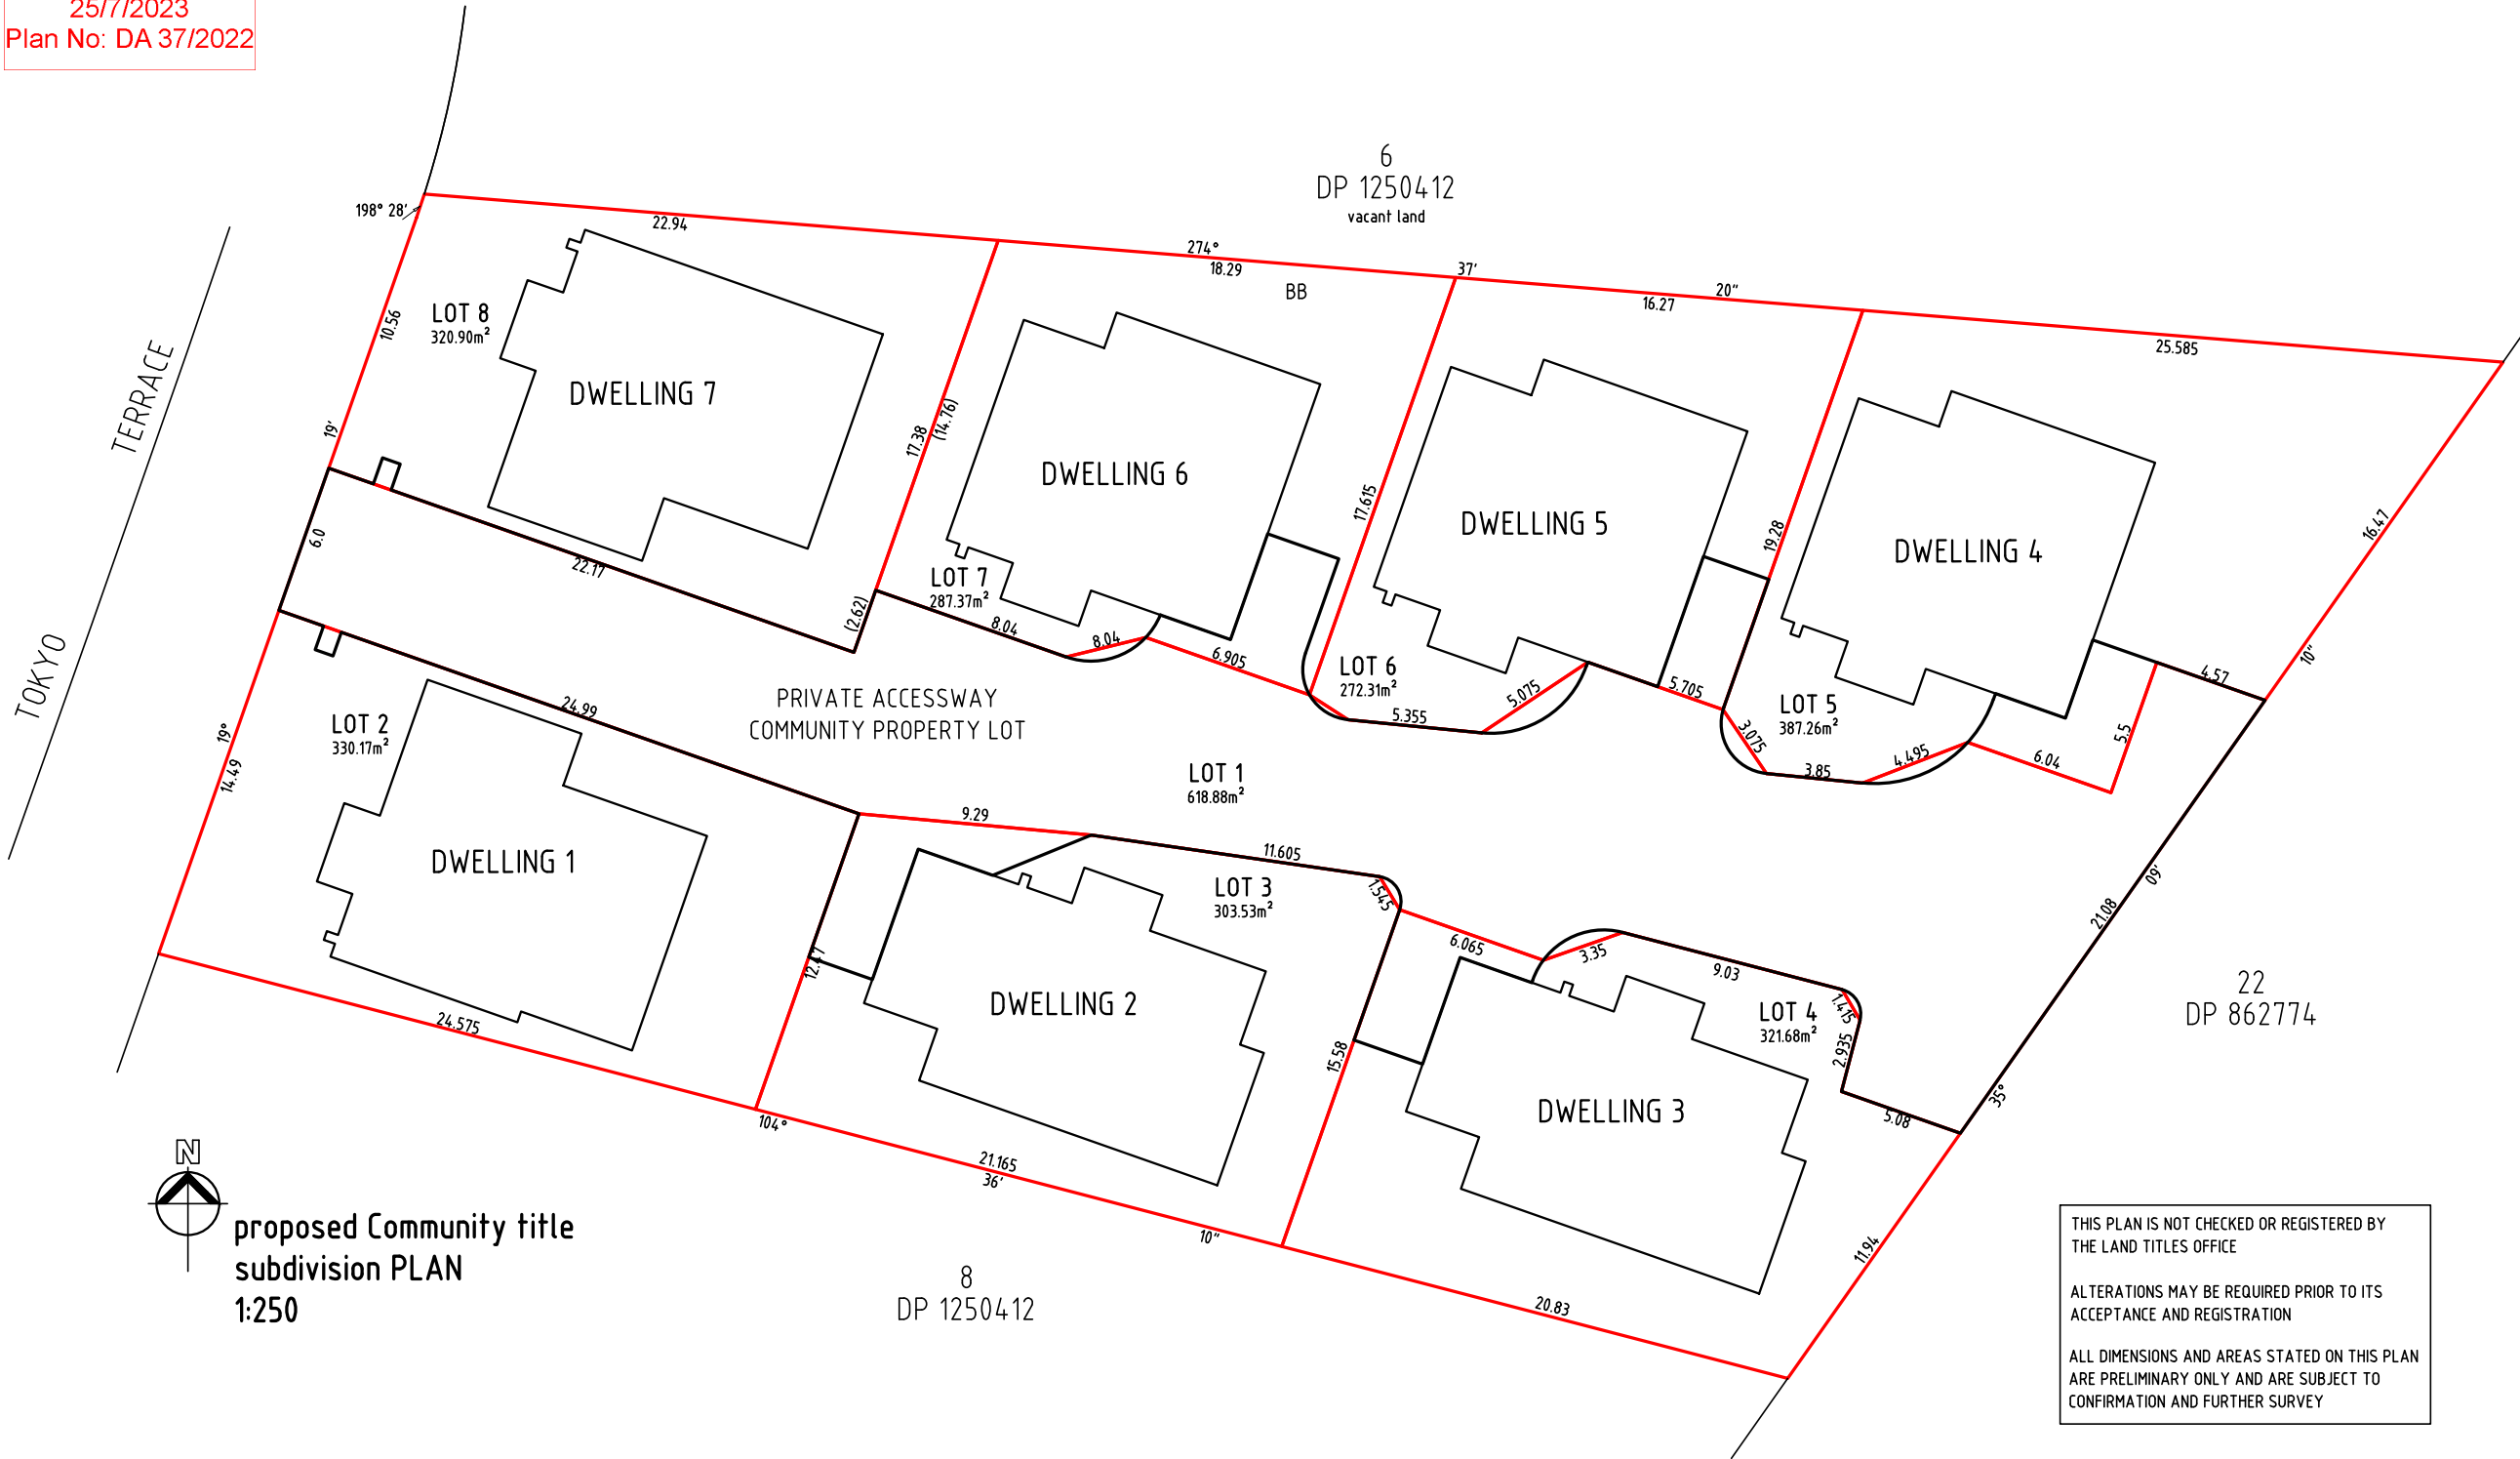 25/7/2023
Plan No: DA 37/2022
6
DP 1250412
vacant land
198° 28'
22.94
274°
18.29
37'
BB
16.27
20"
25.585
LOT 8
320.90m²
10.56
19'
DWELLING 7
17.38
(14.76)
DWELLING 6
17.615
DWELLING 5
19.28
DWELLING 4
16.47
10"
TOKYO TERRACE
6.0
22.17
(2.62)
LOT 7
287.37m²
8.04
8.04
6.905
LOT 6
272.31m²
5.355
5.075
5.705
3.075
LOT 5
387.26m²
3.85
4.495
6.04
5.5
4.57
PRIVATE ACCESSWAY
COMMUNITY PROPERTY LOT
LOT 1
618.88m²
LOT 2
330.17m²
24.99
19°
14.49
DWELLING 1
9.29
11.605
1.545
LOT 3
303.53m²
12.47
DWELLING 2
6.065
3.35
9.03
1.415
LOT 4
321.68m²
2.935
15.58
DWELLING 3
5.08
21.08
09'
35°
22
DP 862774
24.575
104°
21.165
36'
10"
20.83
11.94
8
DP 1250412
N
proposed Community title
subdivision PLAN
1:250
THIS PLAN IS NOT CHECKED OR REGISTERED BY
THE LAND TITLES OFFICE
ALTERATIONS MAY BE REQUIRED PRIOR TO ITS
ACCEPTANCE AND REGISTRATION
ALL DIMENSIONS AND AREAS STATED ON THIS PLAN
ARE PRELIMINARY ONLY AND ARE SUBJECT TO
CONFIRMATION AND FURTHER SURVEY